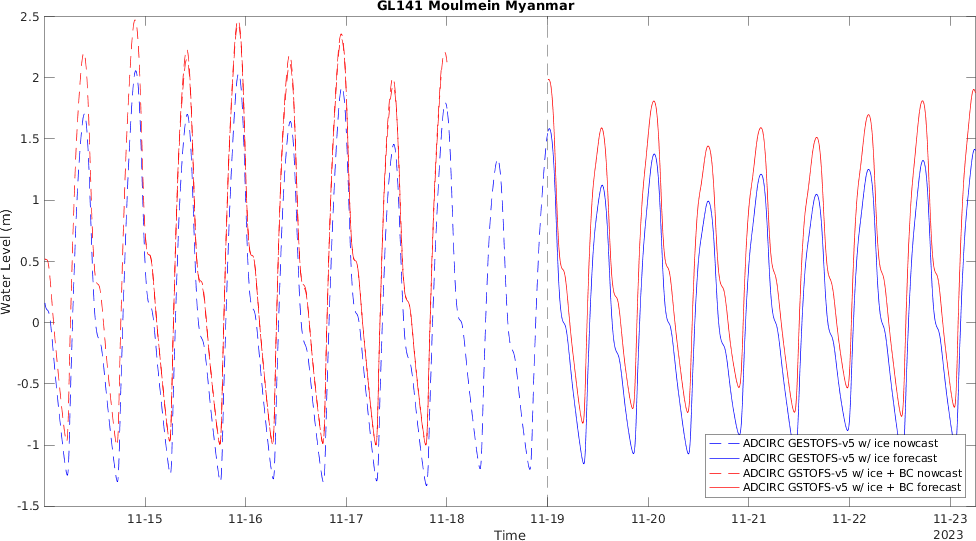 GL141 Moulmein Myanmar
2.5
2
1.5
1
0.5
0
-0.5
-1
-1.5
Water Level (m)
11-15 11-16 11-17 11-18 11-19 11-20 11-21 11-22 11-23
2023
Time
ADCIRC GESTOFS-v5 w/ ice nowcast
ADCIRC GESTOFS-v5 w/ ice forecast
ADCIRC GSTOFS-v5 w/ ice + BC nowcast
ADCIRC GSTOFS-v5 w/ ice + BC forecast